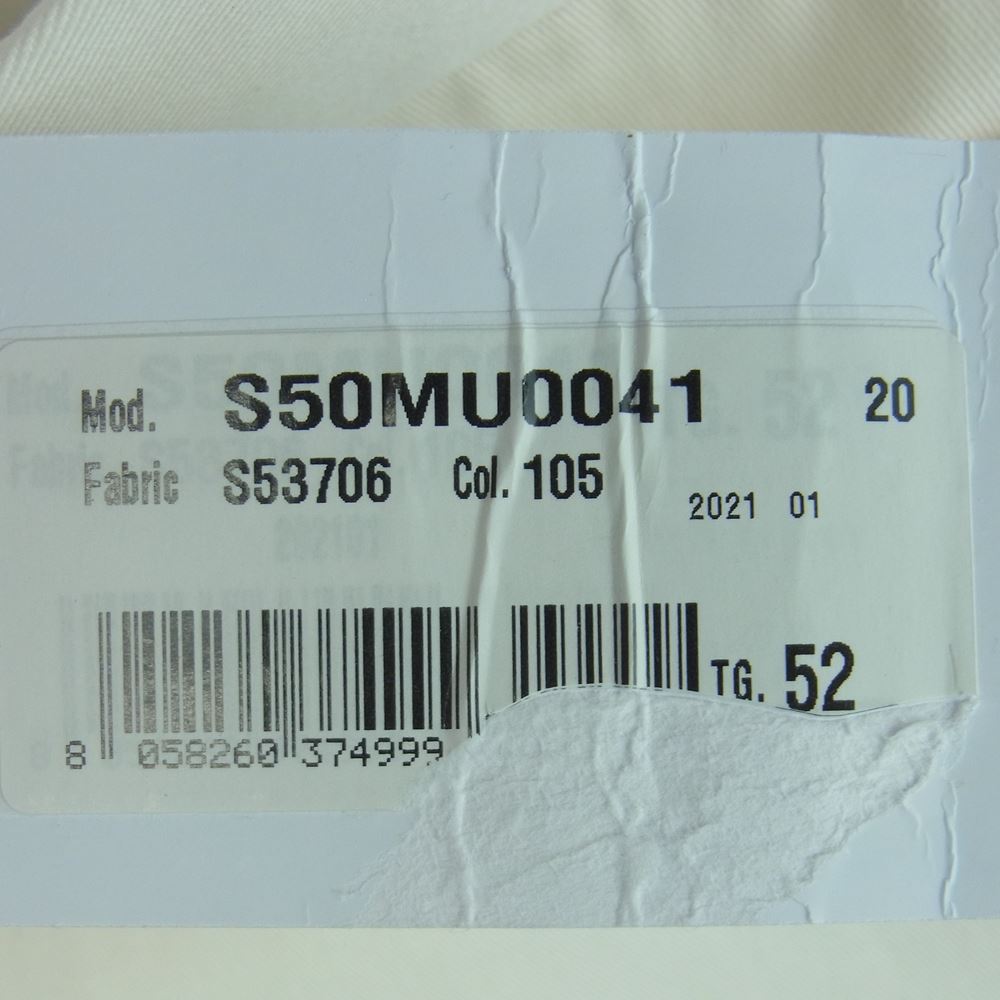 Mod. S50MU0041 20
Fabric S53706 Col. 105
2021 01
TG. 52
8 058260 374999